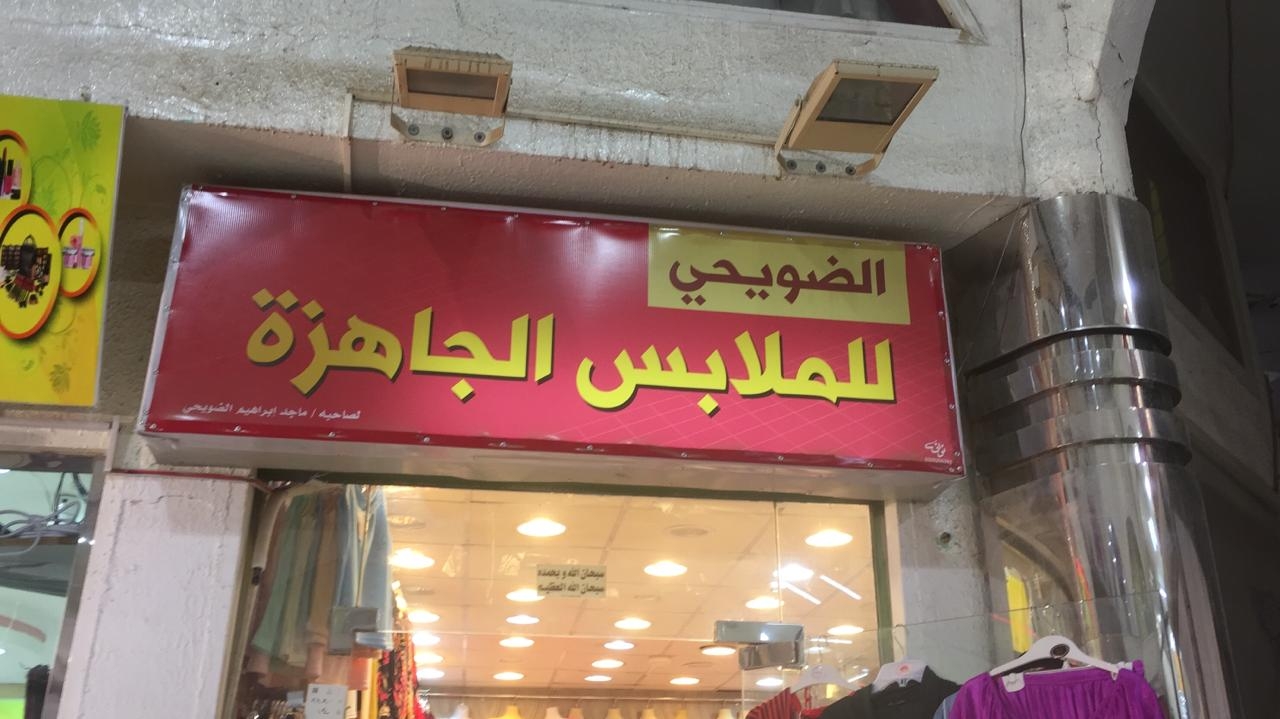 الضويحي
للملابس الجاهزة
لصاحبه / ماجد ابراهيم الضويحي
سبحان الله و بحمده
سبحان الله العظيم